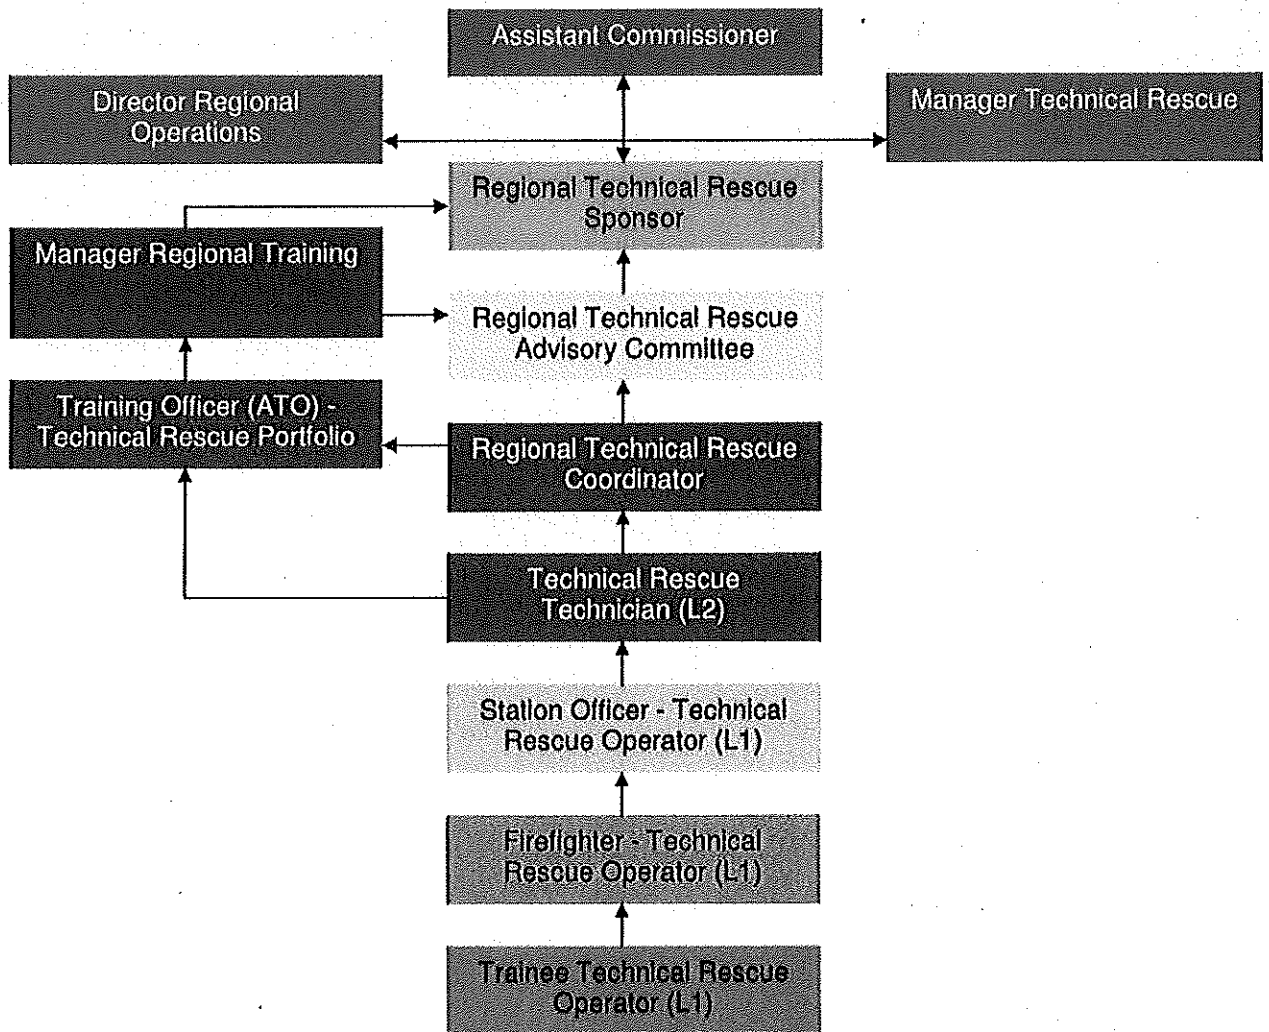 Assistant Commissioner
Director Regional
Operations
Manager Technical Rescue
Regional Technical Rescue
Sponsor
Manager Regional Training
Regional Technical Rescue
Advisory Committee
Training Officer (ATO) -
Technical Rescue Portfolio
Regional Technical Rescue
Coordinator
Technical Rescue
Technician (L2)
Station Officer - Technical
Rescue Operator (L1)
Firefighter - Technical
Rescue Operator (L1)
Trainee Technical Rescue
Operator (L1)